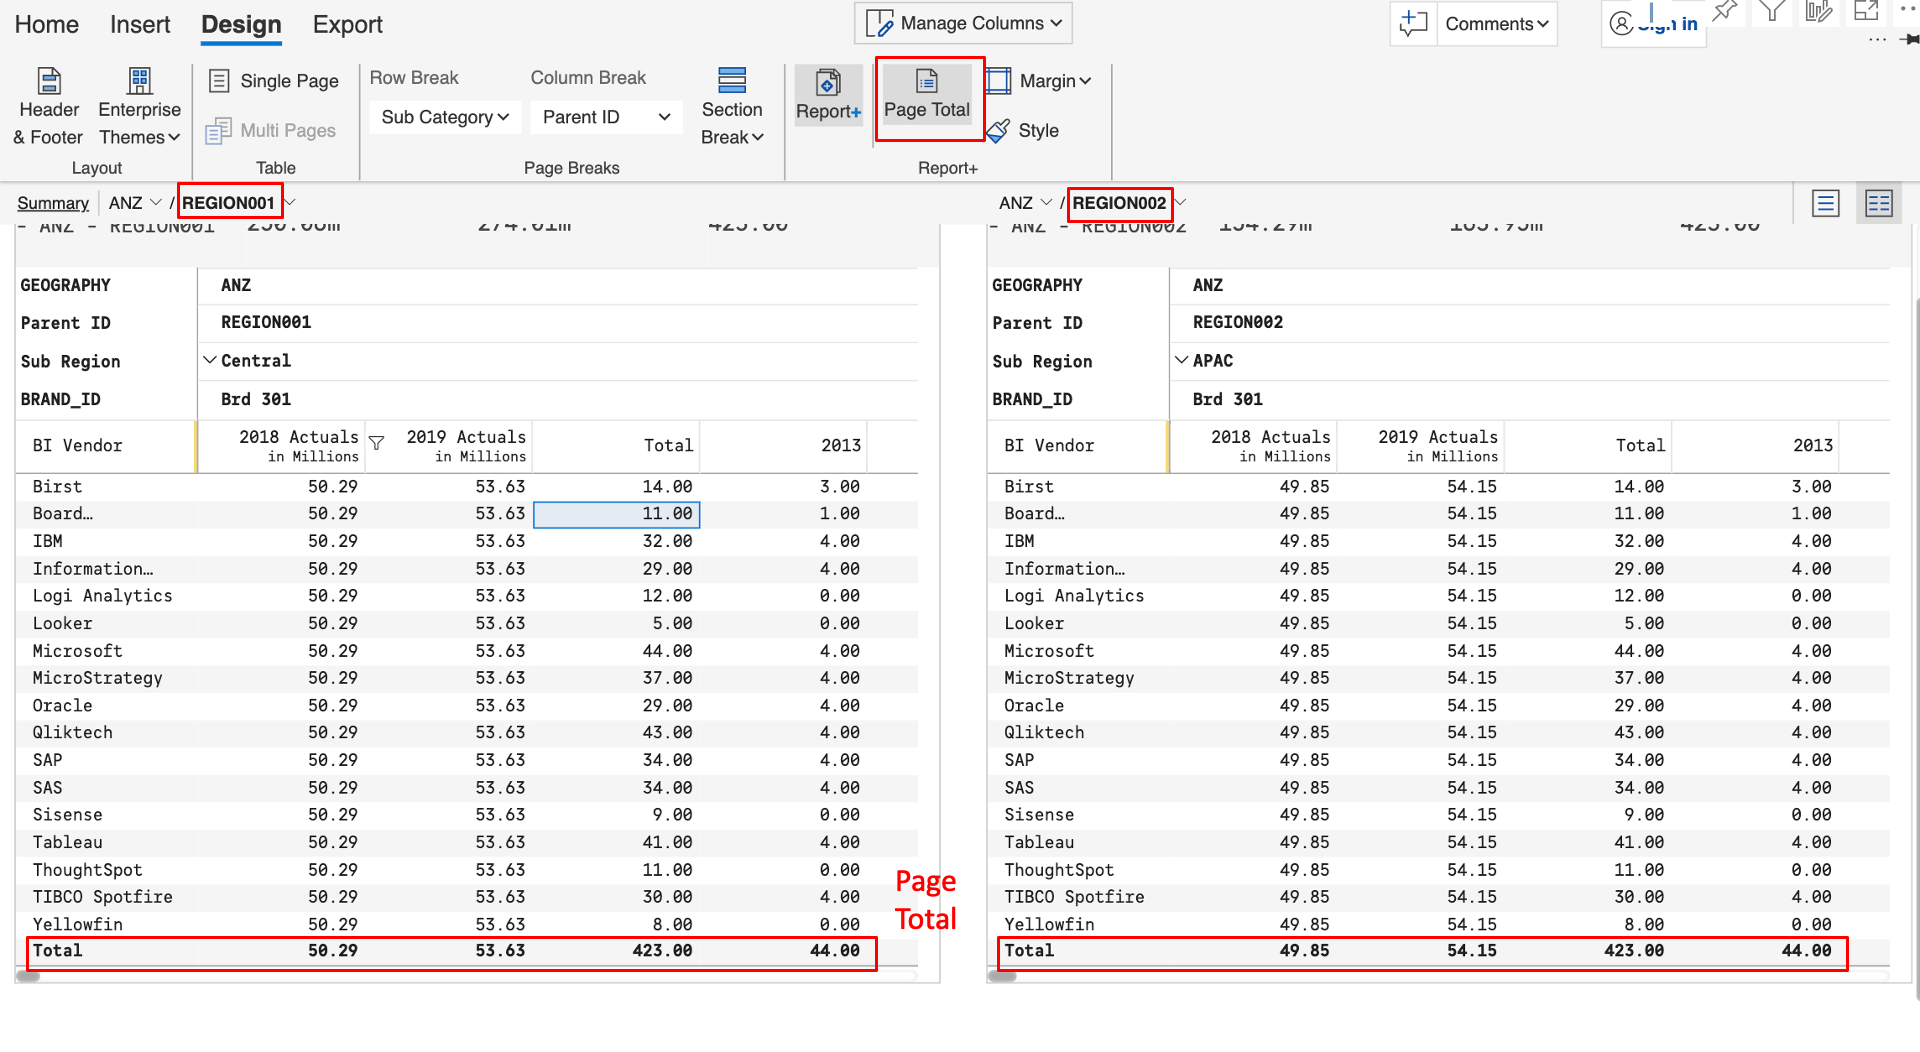 Home Insert Design Export Manage Columns Comments Sign in
Header & Footer Enterprise Themes Layout
Single Page Multi Pages Table
Row Break Column Break
Sub Category Parent ID Section Break
Page Breaks
Report+ Page Total Margin Style
Report+
Summary ANZ / REGION001
ANZ / REGION002
- ANZ - REGION001 250.08m 274.01m 423.00
- ANZ - REGION002 423.00
GEOGRAPHY ANZ
Parent ID REGION001
Sub Region Central
BRAND_ID Brd 301
BI Vendor 2018 Actuals in Millions 2019 Actuals in Millions Total 2013
Birst 50.29 53.63 14.00 3.00
Board… 50.29 53.63 11.00 1.00
IBM 50.29 53.63 32.00 4.00
Information… 50.29 53.63 29.00 4.00
Logi Analytics 50.29 53.63 12.00 0.00
Looker 50.29 53.63 5.00 0.00
Microsoft 50.29 53.63 44.00 4.00
MicroStrategy 50.29 53.63 37.00 4.00
Oracle 50.29 53.63 29.00 4.00
Qliktech 50.29 53.63 43.00 4.00
SAP 50.29 53.63 34.00 4.00
SAS 50.29 53.63 34.00 4.00
Sisense 50.29 53.63 9.00 0.00
Tableau 50.29 53.63 41.00 4.00
ThoughtSpot 50.29 53.63 11.00 0.00
TIBCO Spotfire 50.29 53.63 30.00 4.00
Yellowfin 50.29 53.63 8.00 0.00
Total 50.29 53.63 423.00 44.00
Page
Total
GEOGRAPHY ANZ
Parent ID REGION002
Sub Region APAC
BRAND_ID Brd 301
BI Vendor 2018 Actuals in Millions 2019 Actuals in Millions Total 2013
Birst 49.85 54.15 14.00 3.00
Board… 49.85 54.15 11.00 1.00
IBM 49.85 54.15 32.00 4.00
Information… 49.85 54.15 29.00 4.00
Logi Analytics 49.85 54.15 12.00 0.00
Looker 49.85 54.15 5.00 0.00
Microsoft 49.85 54.15 44.00 4.00
MicroStrategy 49.85 54.15 37.00 4.00
Oracle 49.85 54.15 29.00 4.00
Qliktech 49.85 54.15 43.00 4.00
SAP 49.85 54.15 34.00 4.00
SAS 49.85 54.15 34.00 4.00
Sisense 49.85 54.15 9.00 0.00
Tableau 49.85 54.15 41.00 4.00
ThoughtSpot 49.85 54.15 11.00 0.00
TIBCO Spotfire 49.85 54.15 30.00 4.00
Yellowfin 49.85 54.15 8.00 0.00
Total 49.85 54.15 423.00 44.00